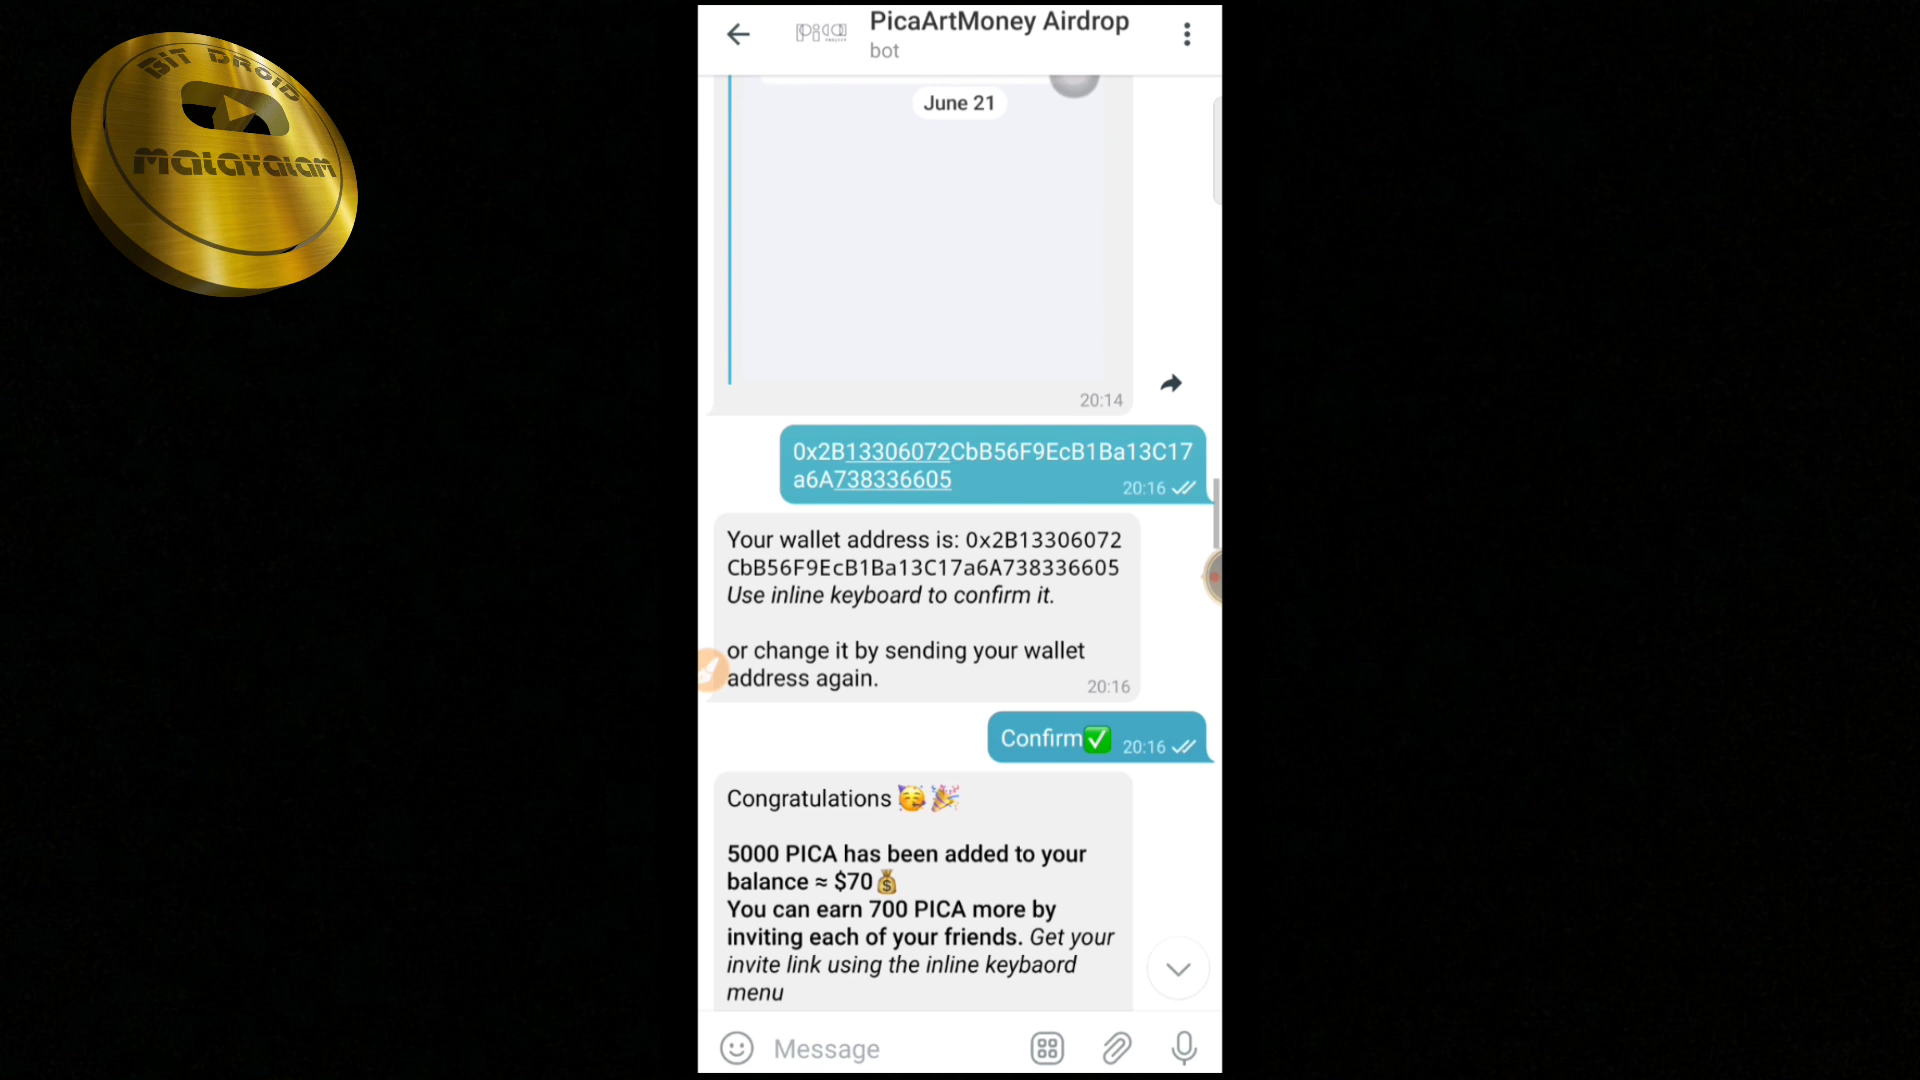 BIT DROID
MALAYALAM
PicaArtMoney Airdrop
bot
June 21
20:14
0x2B13306072CbB56F9EcB1Ba13C17
a6A738336605
20:16
Your wallet address is: 0x2B13306072
CbB56F9EcB1Ba13C17a6A738336605
Use inline keyboard to confirm it.
or change it by sending your wallet
address again.
20:16
Confirm✅ 20:16
Congratulations 🥳 🎉
5000 PICA has been added to your
balance ≈ $70💰
You can earn 700 PICA more by
inviting each of your friends. Get your
invite link using the inline keybaord
menu
Message